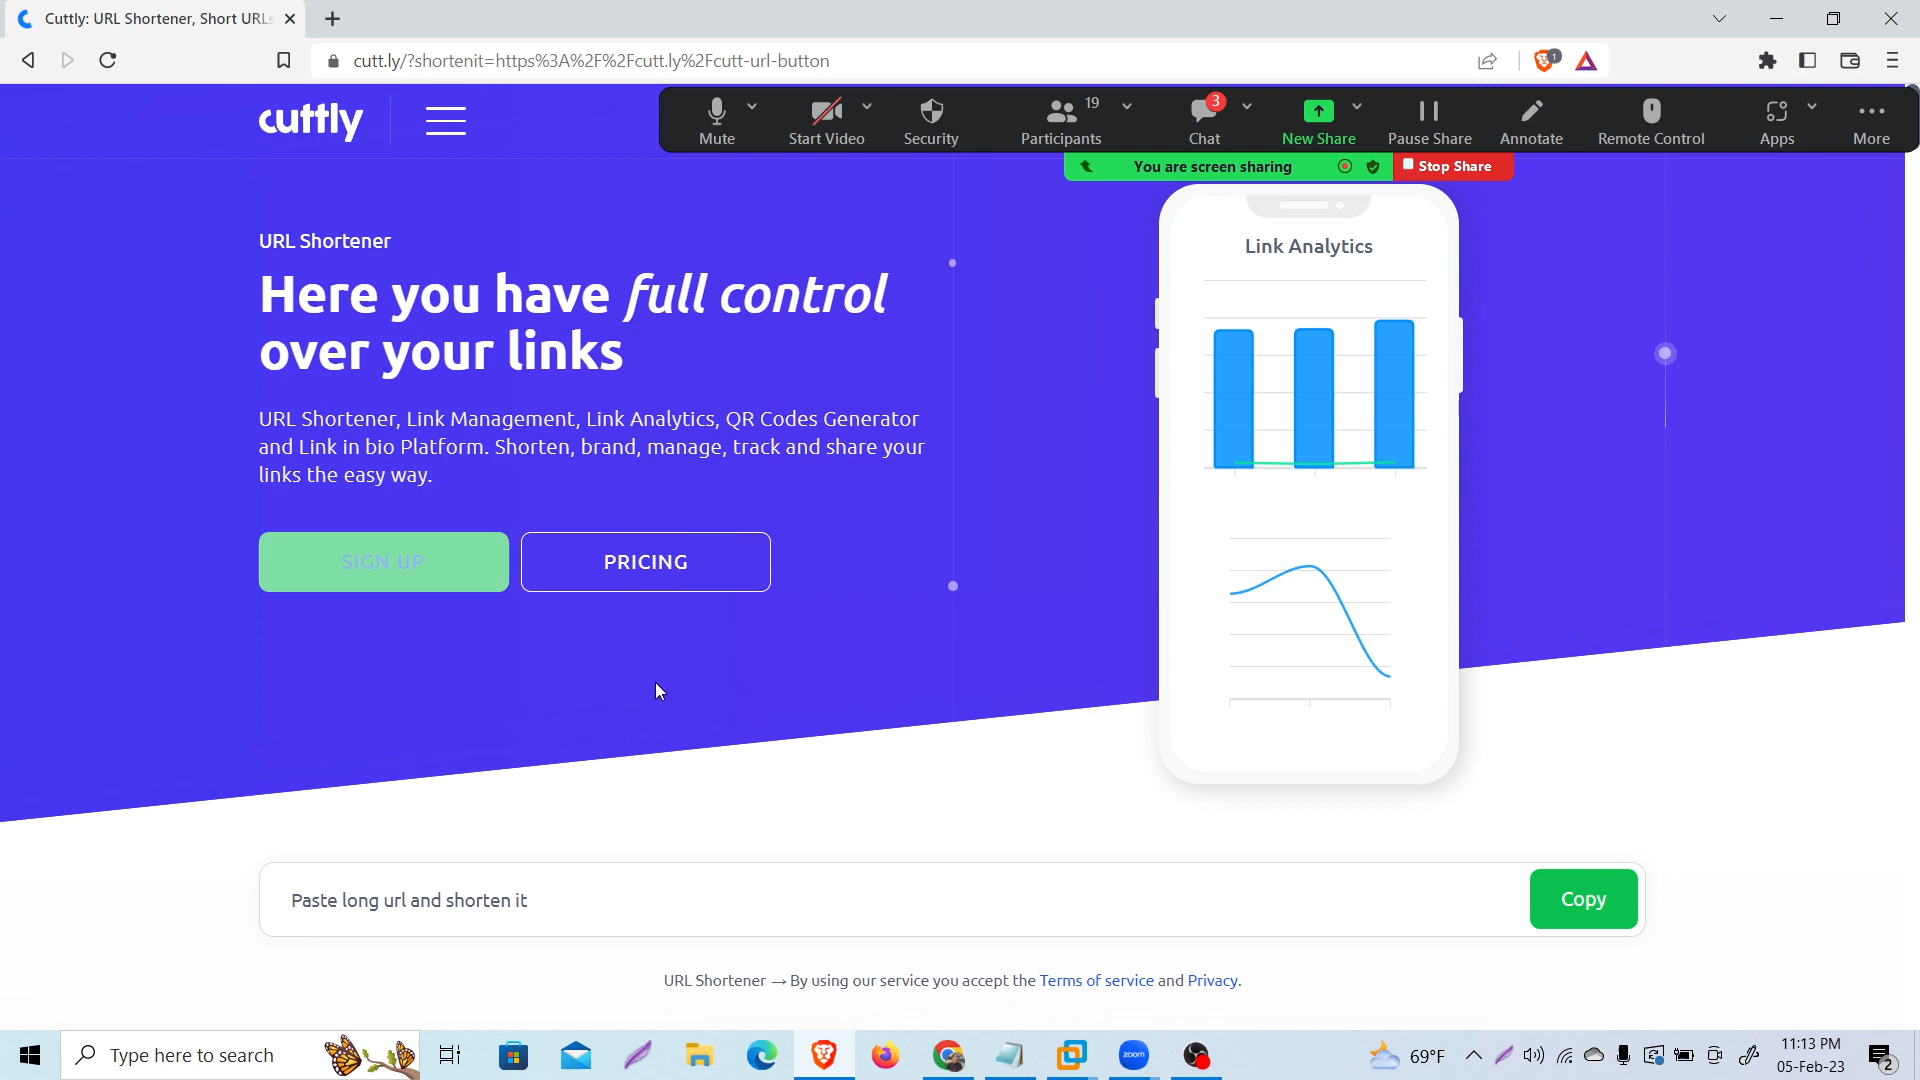 Cuttly: URL Shortener, Short URLs
cutt.ly/?shortenit=https%3A%2F%2Fcutt.ly%2Fcutt-url-button
1
cuttly
Mute
Start Video
Security
19
Participants
3
Chat
New Share
Pause Share
Annotate
Remote Control
Apps
More
You are screen sharing
Stop Share
URL Shortener
Here you have full control
over your links
URL Shortener, Link Management, Link Analytics, QR Codes Generator
and Link in bio Platform. Shorten, brand, manage, track and share your
links the easy way.
SIGN UP
PRICING
Link Analytics
Paste long url and shorten it
Copy
URL Shortener → By using our service you accept the Terms of service and Privacy.
Type here to search
zoom
69°F
11:13 PM
05-Feb-23
2